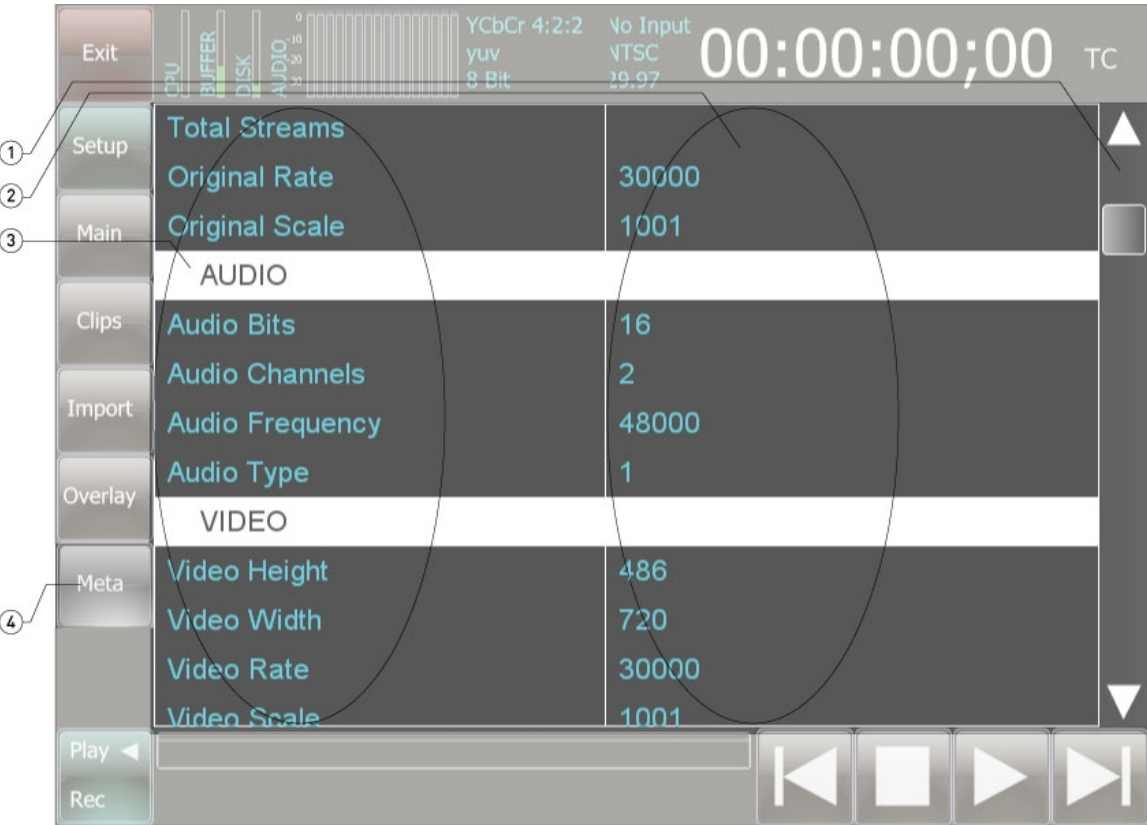 Exit
CPU
BUFFER
DISK
AUDIO
0
-10
-20
30
YCbCr 4:2:2
yuv
8 Bit
No Input
NTSC
29.97
00:00:00;00 TC
1
2
3
4
Setup
Main
Clips
Import
Overlay
Meta
Total Streams
Original Rate 30000
Original Scale 1001
AUDIO
Audio Bits 16
Audio Channels 2
Audio Frequency 48000
Audio Type 1
VIDEO
Video Height 486
Video Width 720
Video Rate 30000
Video Scale 1001
Play
Rec